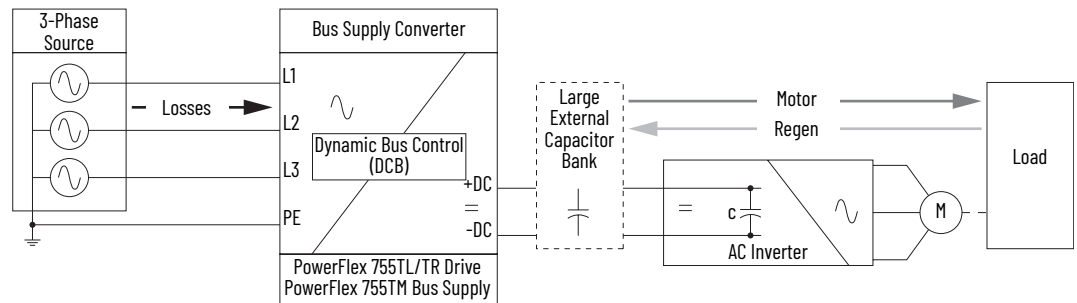 3-Phase
Source
Bus Supply Converter
L1
L2
L3
PE
Losses
Dynamic Bus Control
(DCB)
+DC
=
-DC
PowerFlex 755TL/TR Drive
PowerFlex 755TM Bus Supply
Large
External
Capacitor
Bank
Motor
Regen
=
C
AC Inverter
M
Load